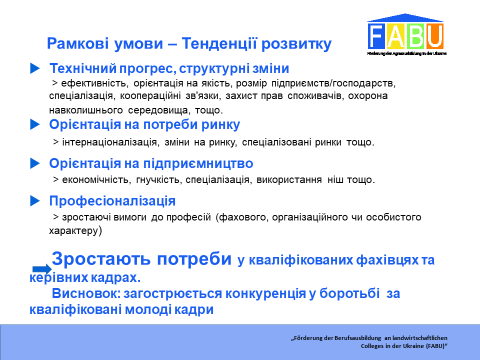 FABU
Förderung der Agrarausbildung in der Ukraine
Рамкові умови – Тенденції розвитку
Технічний прогрес, структурні зміни
> ефективність, орієнтація на якість, розмір підприємств/господарств,
спеціалізація, коопераційні зв'язки, захист прав споживачів, охорона
навколишнього середовища, тощо.
Орієнтація на потреби ринку
> інтернаціоналізація, зміни на ринку, спеціалізовані ринки тощо.
Орієнтація на підприємництво
> економічність, гнучкість, спеціалізація, використання ніш тощо.
Професіоналізація
> зростаючі вимоги до професій (фахового, організаційного чи особистого
характеру)
Зростають потреби у кваліфікованих фахівцях та
керівних кадрах.
Висновок: загострюється конкуренція у боротьбі за
кваліфіковані молоді кадри
„Förderung der Berufsausbildung an landwirtschaftlichen
Colleges in der Ukraine (FABU)“